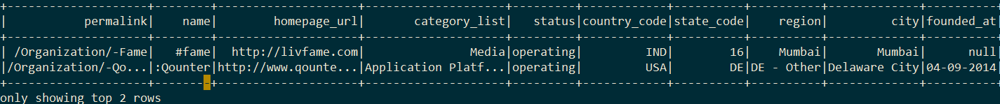 +--------------------+--------+--------------------+--------------------+---------+------------+----------+----------+-------------+----------+
|           permalink|    name|        homepage_url|       category_list|   status|country_code|state_code|    region|         city|founded_at|
+--------------------+--------+--------------------+--------------------+---------+------------+----------+----------+-------------+----------+
| /Organization/-Fame|   #fame|  http://livfame.com|               Media|operating|         IND|        16|    Mumbai|       Mumbai|      null|
|/Organization/-Qo...|:Qounter|http://www.qounte...|Application Platf...|operating|         USA|        DE|DE - Other|Delaware City|04-09-2014|
+--------------------+--------+--------------------+--------------------+---------+------------+----------+----------+-------------+----------+
only showing top 2 rows